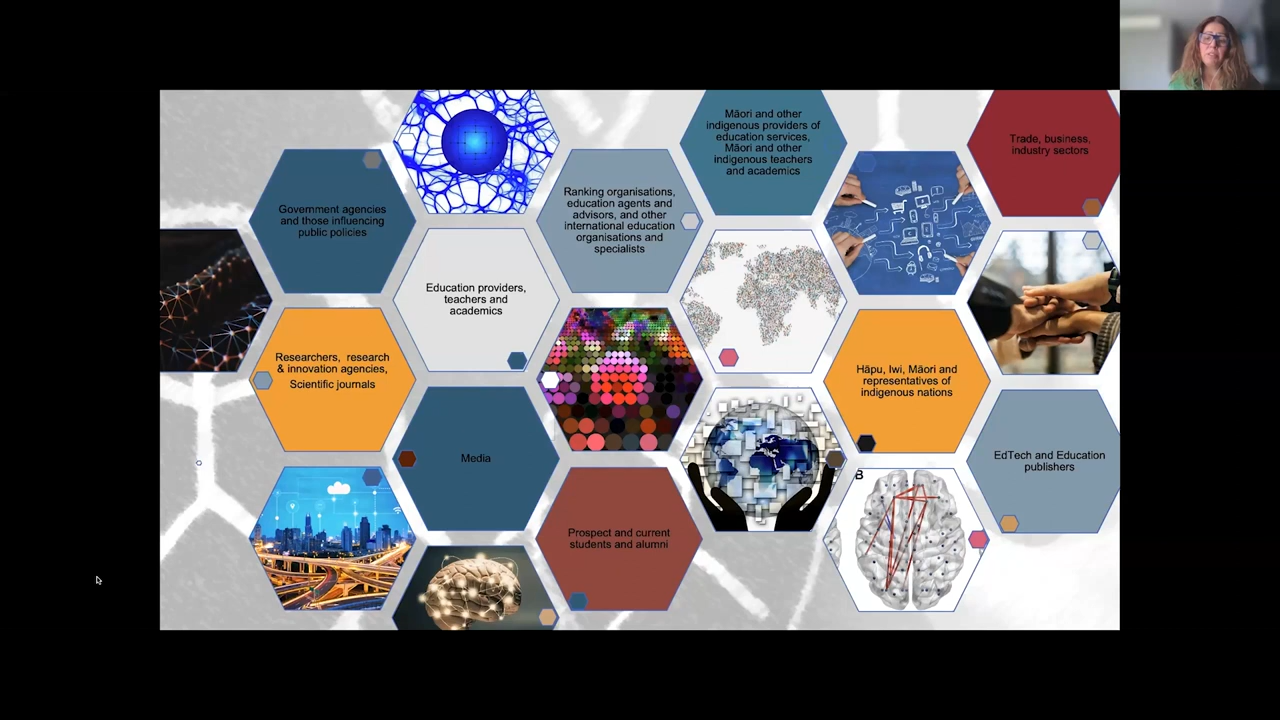 Māori and other
indigenous providers of
education services,
Māori and other
indigenous teachers
and academics
Trade, business,
industry sectors
Government agencies
and those influencing
public policies
Ranking organisations,
education agents and
advisors, and other
international education
organisations and
specialists
Education providers,
teachers and
academics
Researchers,  research
& innovation agencies,
Scientific journals
Hāpu, Iwi, Māori and
representatives of
indigenous nations
Media
EdTech and Education
publishers
B
Prospect and current
students and alumni